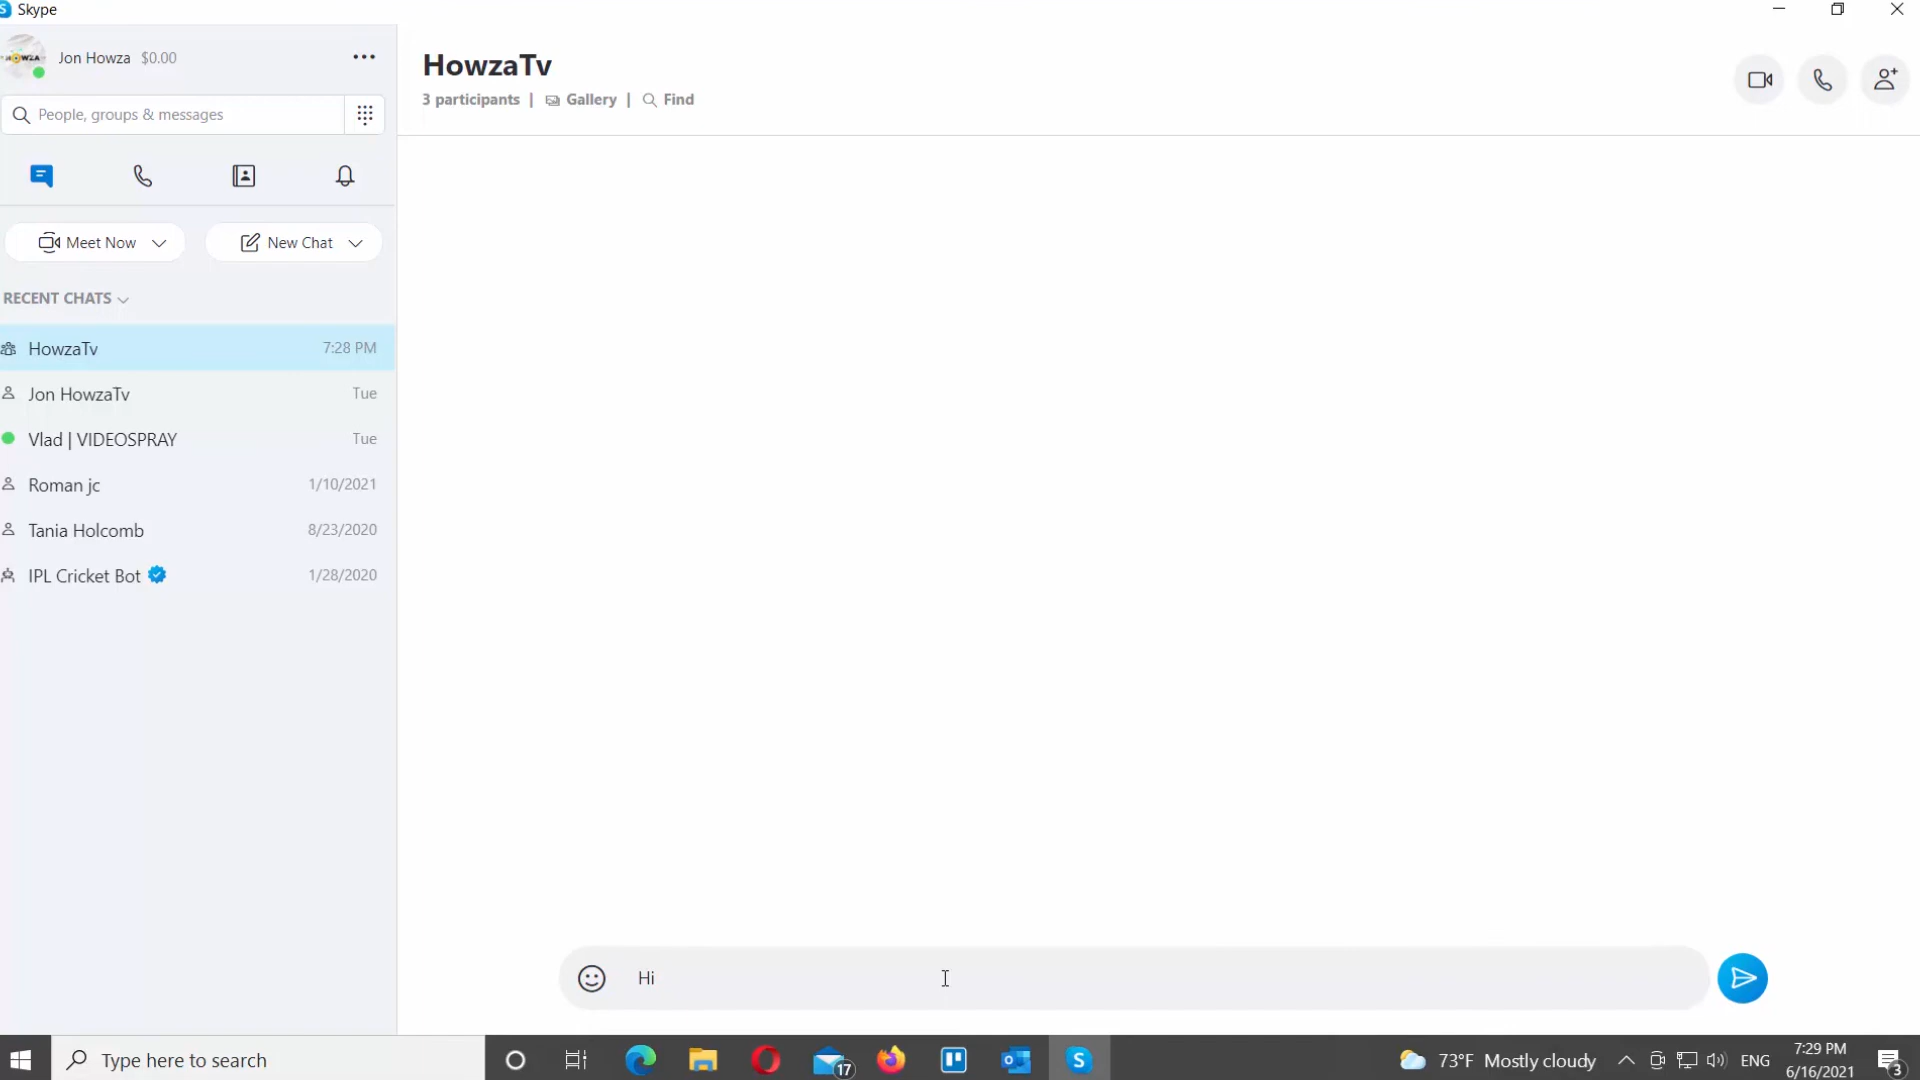 Skype
Jon Howza $0.00
People, groups & messages
Meet Now
New Chat
RECENT CHATS
HowzaTv 7:28 PM
Jon HowzaTv Tue
Vlad | VIDEOSPRAY Tue
Roman jc 1/10/2021
Tania Holcomb 8/23/2020
IPL Cricket Bot 1/28/2020
HowzaTv
3 participants | Gallery | Find
Hi
Type here to search
17
73°F Mostly cloudy
ENG
7:29 PM
6/16/2021
3